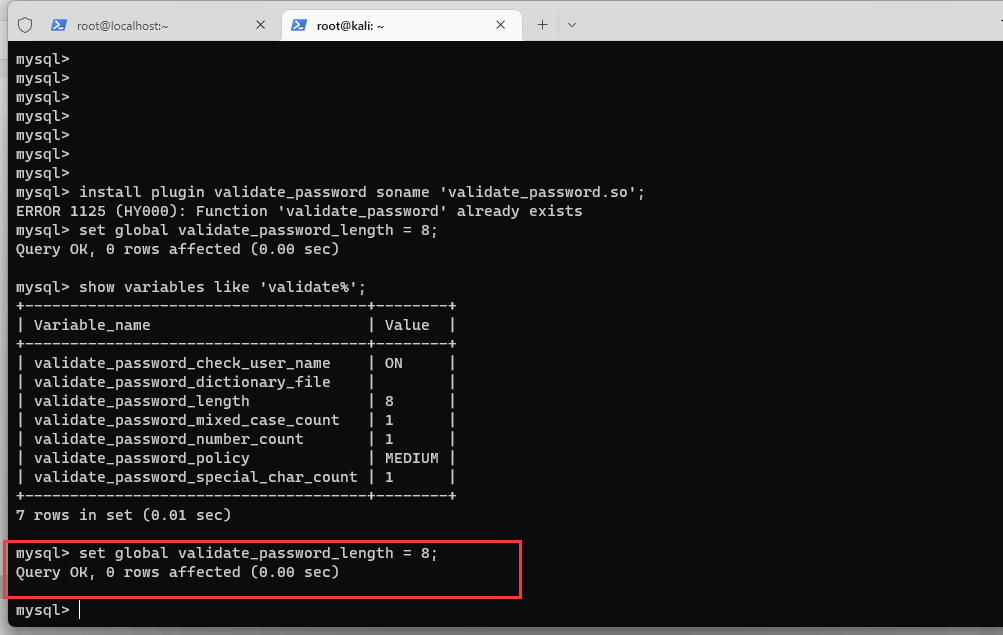 root@localhost:~
root@kali: ~
mysql>
mysql>
mysql>
mysql>
mysql>
mysql>
mysql>
mysql> install plugin validate_password soname 'validate_password.so';
ERROR 1125 (HY000): Function 'validate_password' already exists
mysql> set global validate_password_length = 8;
Query OK, 0 rows affected (0.00 sec)
mysql> show variables like 'validate%';
+--------------------------------------+--------+
| Variable_name                        | Value  |
+--------------------------------------+--------+
| validate_password_check_user_name    | ON     |
| validate_password_dictionary_file    |        |
| validate_password_length             | 8      |
| validate_password_mixed_case_count   | 1      |
| validate_password_number_count       | 1      |
| validate_password_policy             | MEDIUM |
| validate_password_special_char_count | 1      |
+--------------------------------------+--------+
7 rows in set (0.01 sec)
mysql> set global validate_password_length = 8;
Query OK, 0 rows affected (0.00 sec)
mysql>